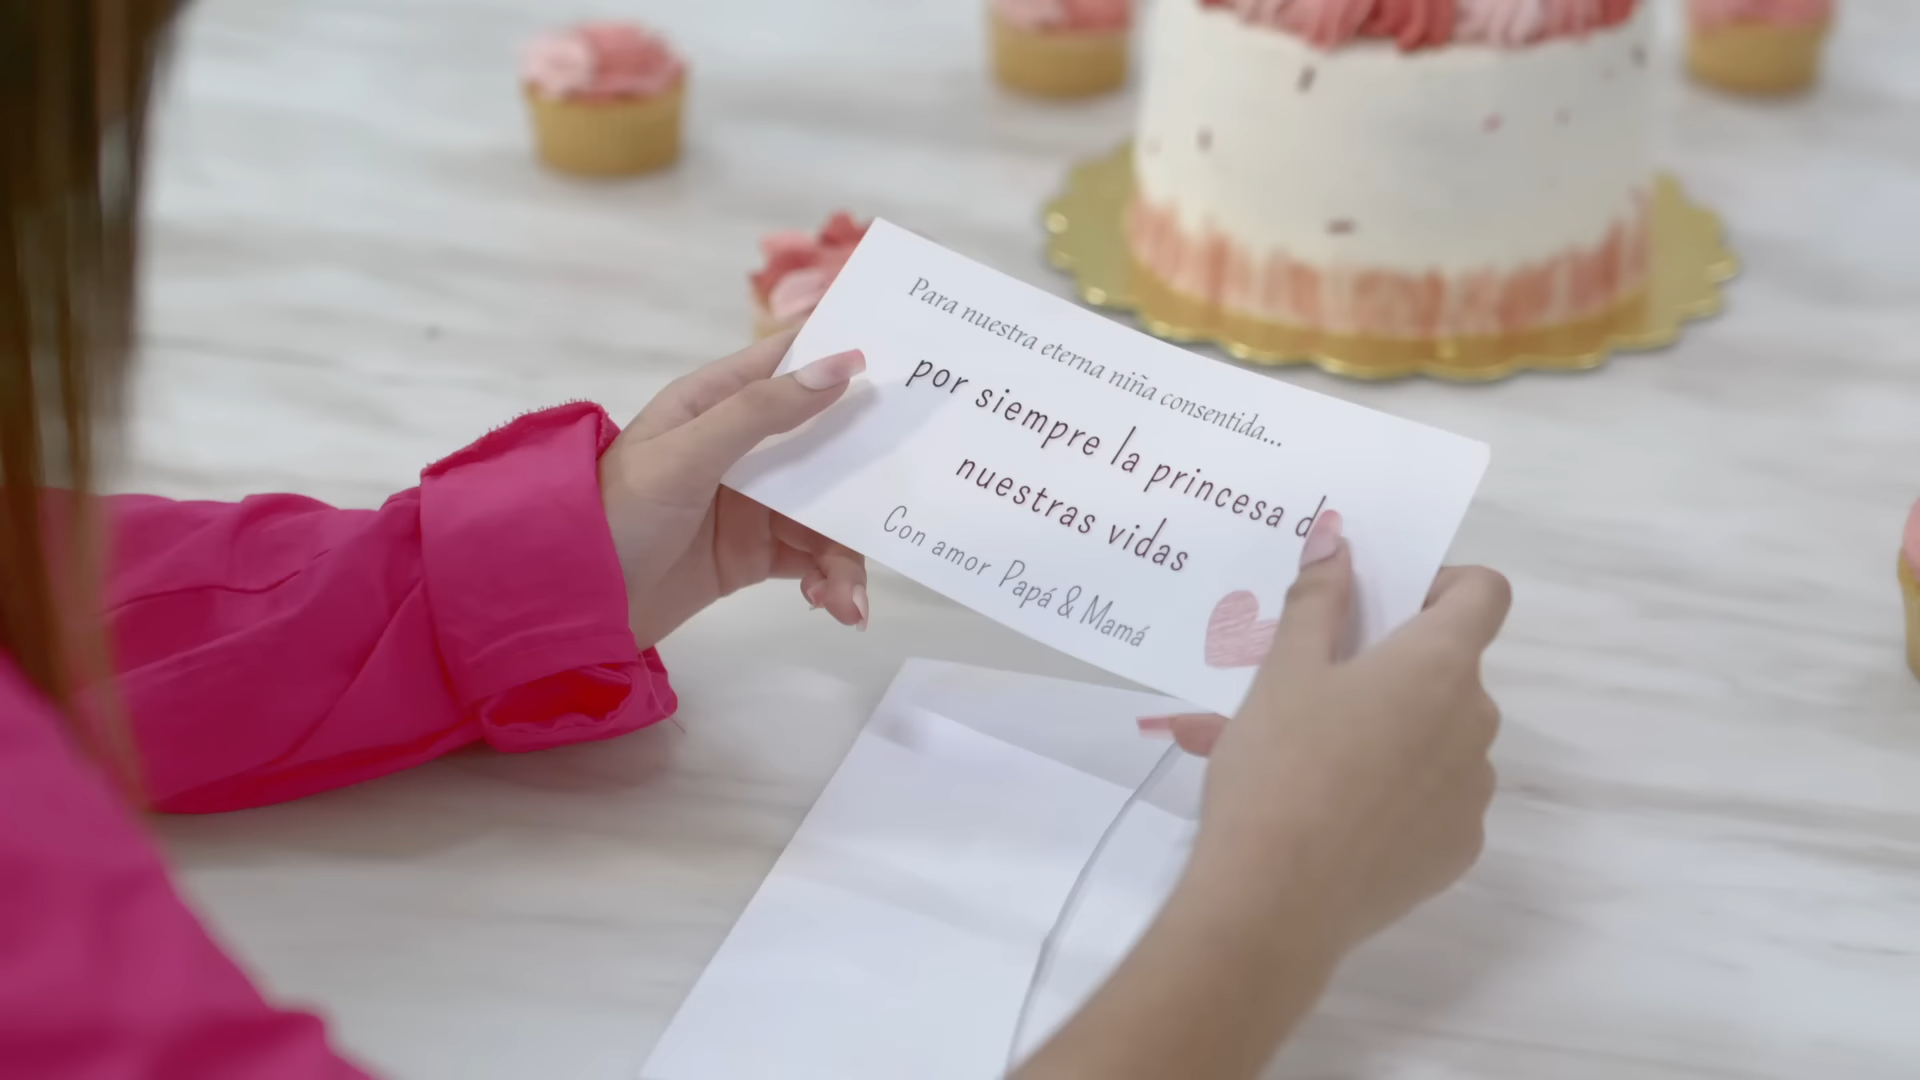 Para nuestra eterna niña consentida...
por siempre la princesa d
nuestras vidas
Con amor Papá & Mamá